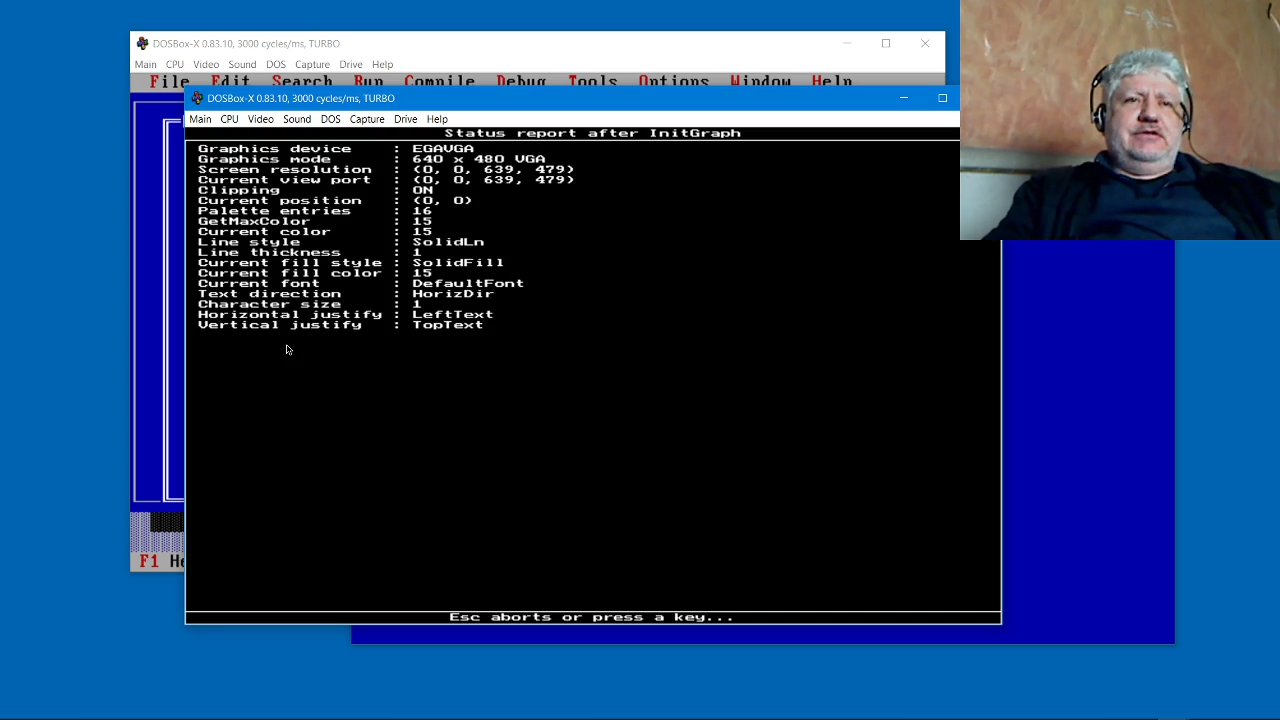 DOSBox-X 0.83.10, 3000 cycles/ms, TURBO
Main CPU Video Sound DOS Capture Drive Help
File Edit Search Run Compile Debug Tools Options Window Help
DOSBox-X 0.83.10, 3000 cycles/ms, TURBO
Main CPU Video Sound DOS Capture Drive Help
Status report after InitGraph
Graphics device : EGAVGA
Graphics mode : 640 x 480 VGA
Screen resolution : (0, 0, 639, 479)
Current view port : (0, 0, 639, 479)
Clipping : ON
Current position : (0, 0)
Palette entries : 16
GetMaxColor : 15
Current color : 15
Line style : SolidLn
Line thickness : 1
Current fill style : SolidFill
Current fill color : 15
Current font : DefaultFont
Text direction : HorizDir
Character size : 1
Horizontal justify : LeftText
Vertical justify : TopText
F1 He
Esc aborts or press a key...